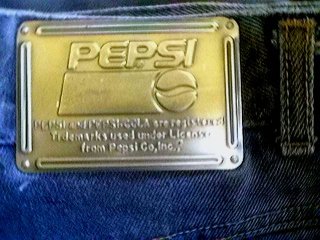 PEPSI
PEPSI and PEPSI-COLA are registered
Trademarks used under License
from Pepsi Co,Inc.